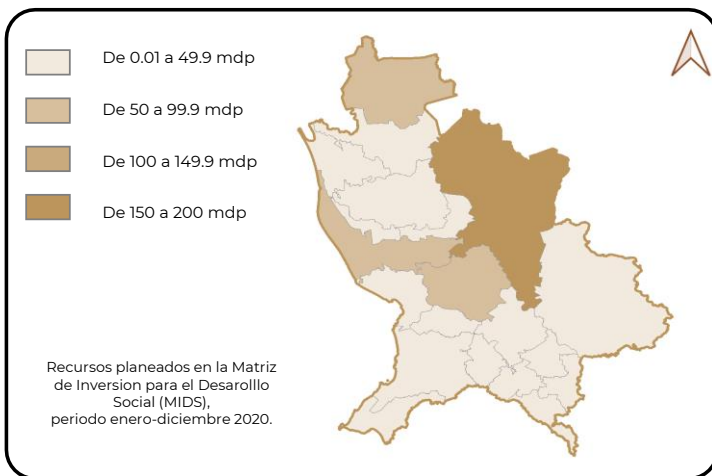 De 0.01 a 49.9 mdp
De 50 a 99.9 mdp
De 100 a 149.9 mdp
De 150 a 200 mdp
Recursos planeados en la Matriz
de Inversion para el Desarolllo
Social (MIDS),
periodo enero-diciembre 2020.